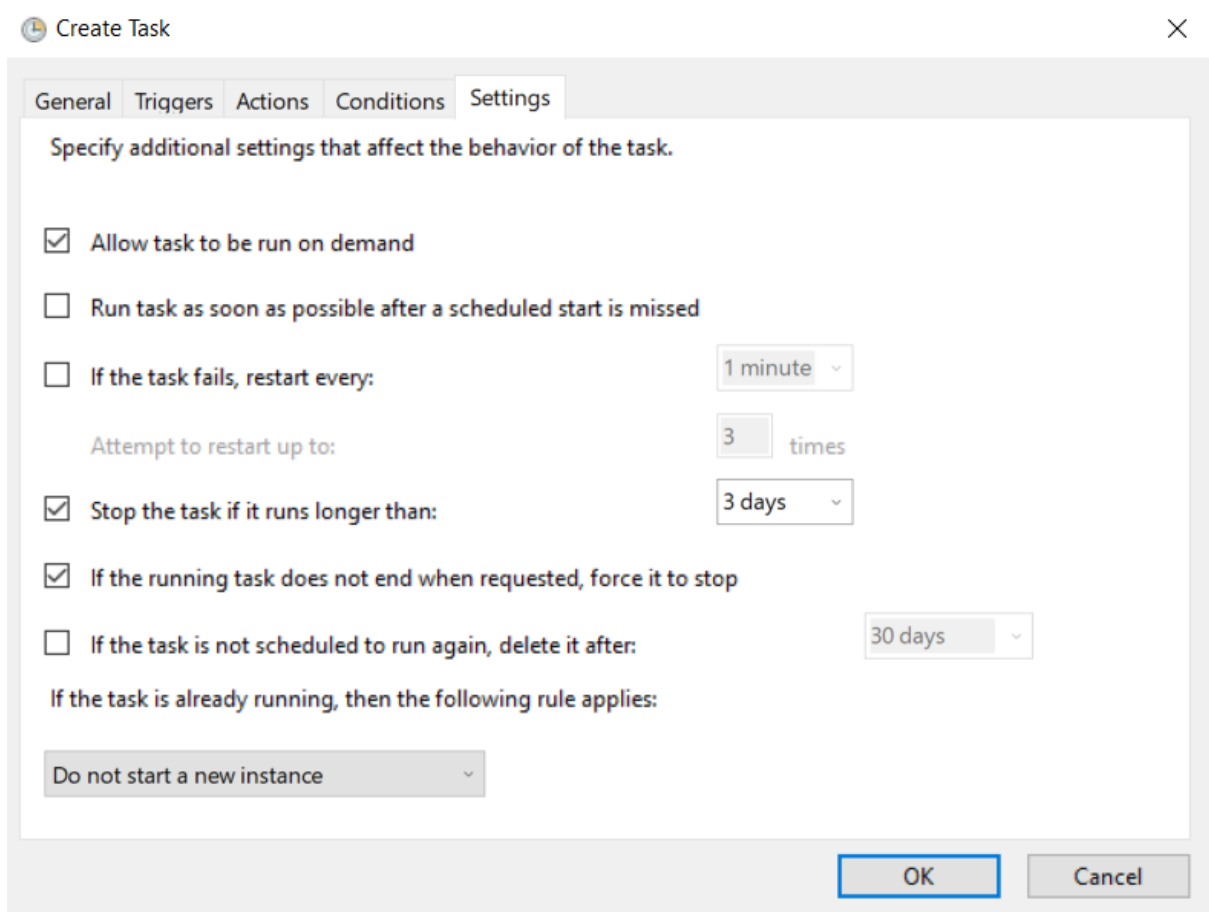 Create Task
General Triggers Actions Conditions Settings
Specify additional settings that affect the behavior of the task.
Allow task to be run on demand
Run task as soon as possible after a scheduled start is missed
If the task fails, restart every: 1 minute
Attempt to restart up to: 3 times
Stop the task if it runs longer than: 3 days
If the running task does not end when requested, force it to stop
If the task is not scheduled to run again, delete it after: 30 days
If the task is already running, then the following rule applies:
Do not start a new instance
OK Cancel